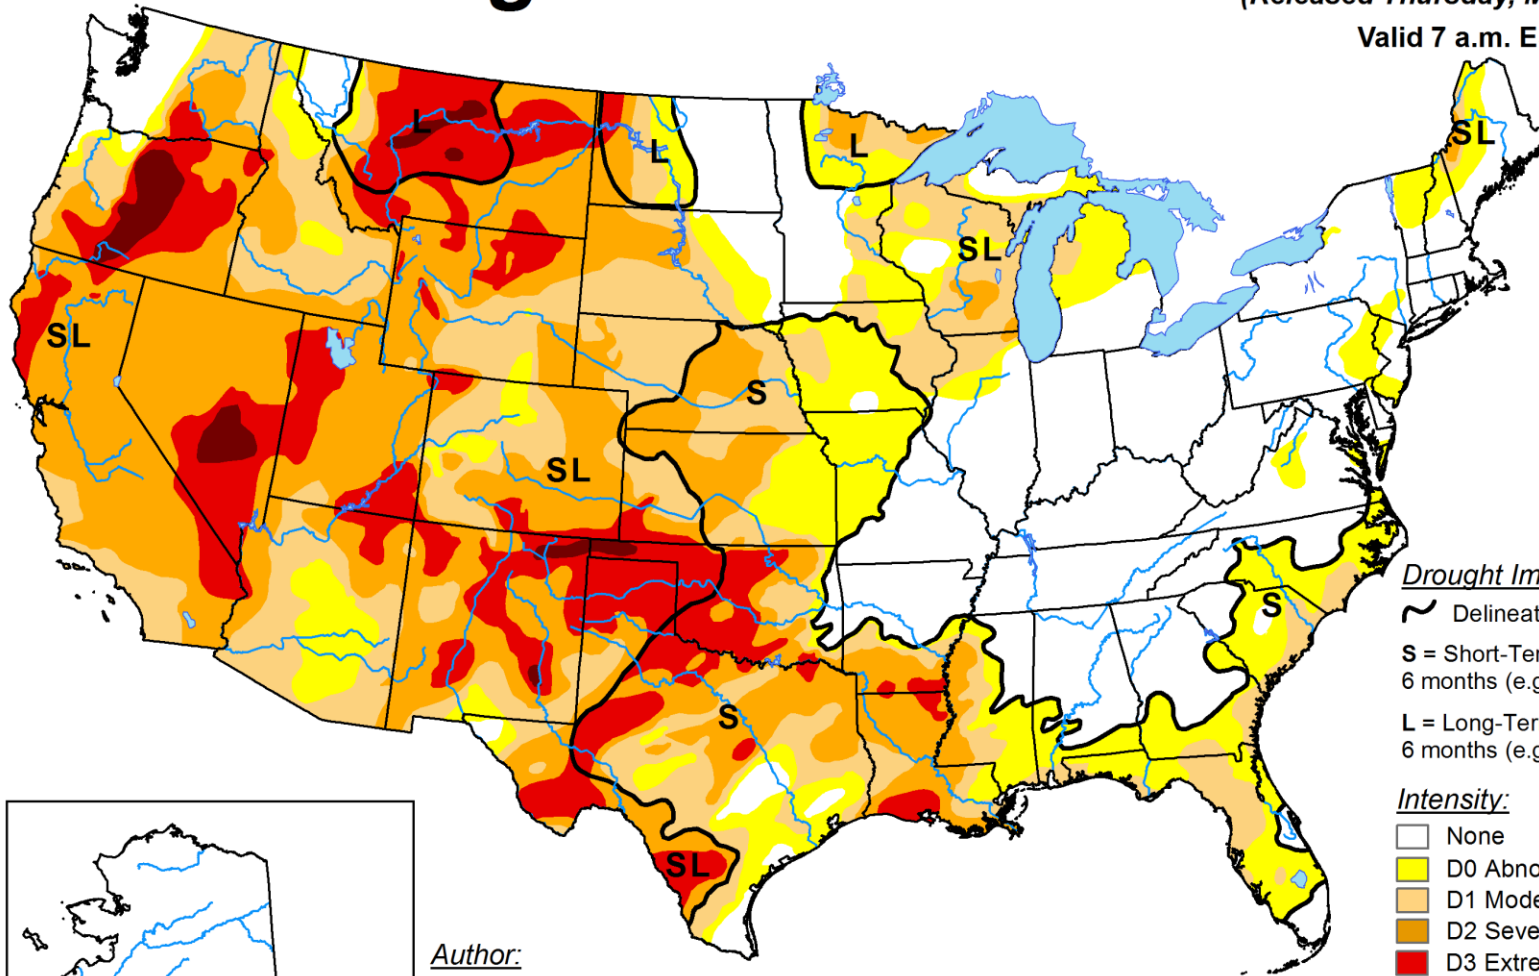 Valid 7 a.m. E
L
L
L
SL
SL
SL
S
SL
S
S
SL
Drought Im
Delineat
S = Short-Ter
6 months (e.g
L = Long-Ter
6 months (e.g
Intensity:
None
D0 Abno
D1 Mode
D2 Seve
D3 Extre
Author: